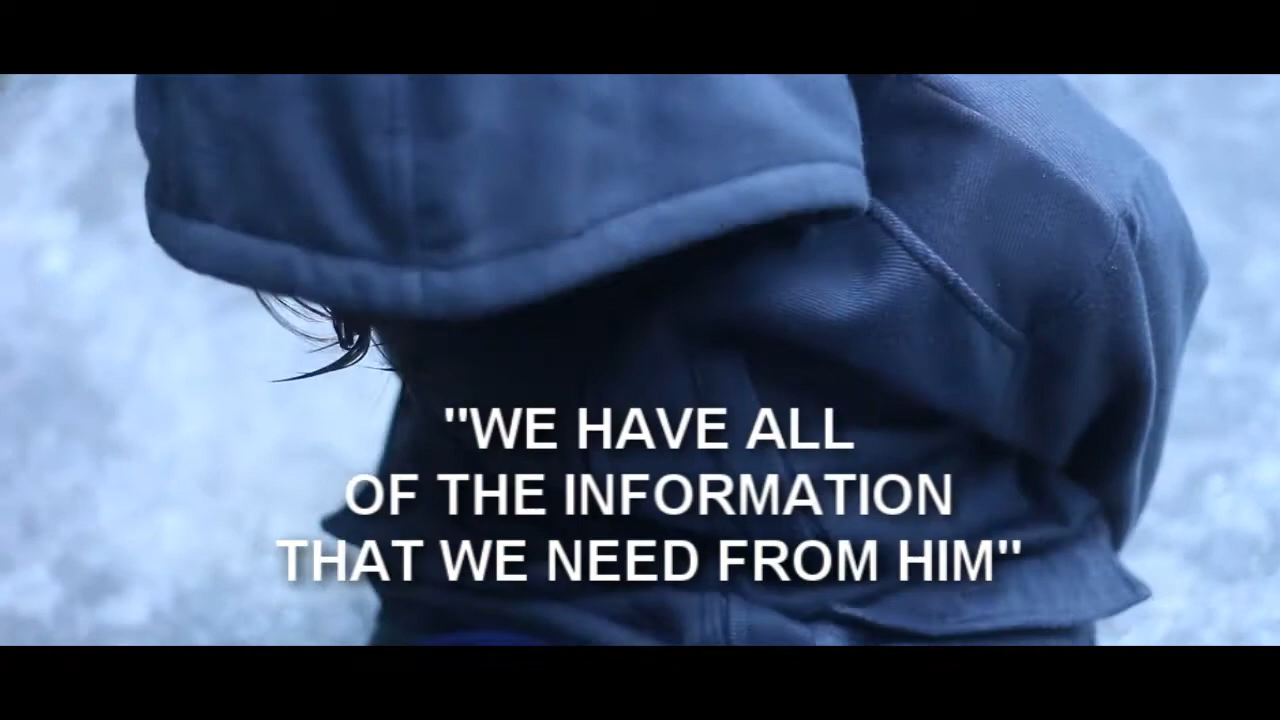 "WE HAVE ALL
OF THE INFORMATION
THAT WE NEED FROM HIM"